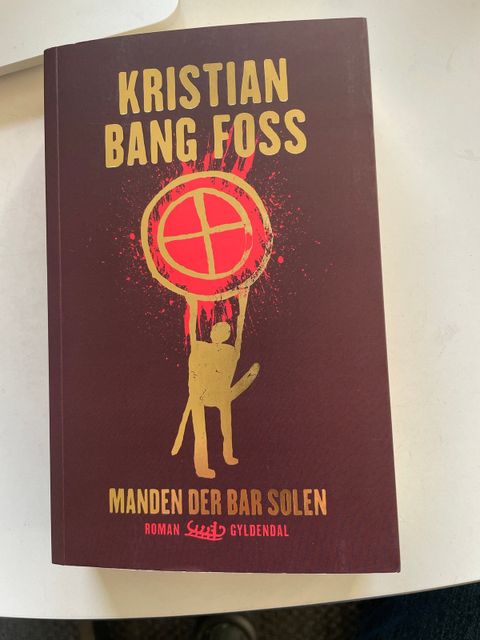 KRISTIAN
BANG FOSS
MANDEN DER BAR SOLEN
ROMAN GYLDENDAL